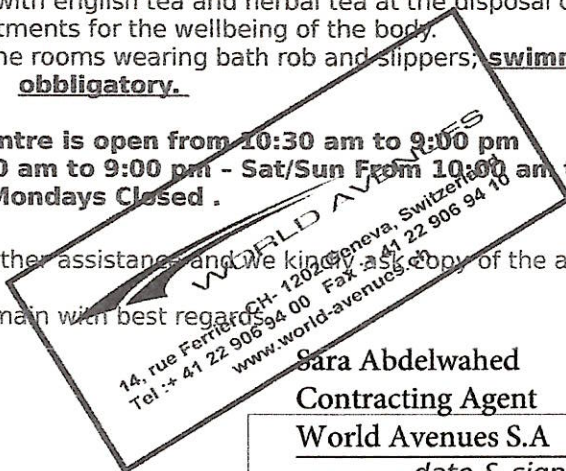 with english tea and herbal tea at the disposal
tments for the wellbeing of the body.
he rooms wearing bath rob and slippers; swimm
obbligatory.
ntre is open from 10:30 am to 9:00 pm
0 am to 9:00 pm – Sat/Sun From 10:00 am
Mondays Closed .
ther assistance and we kindly ask copy of the a
main with best regards
WORLD AVENUES
14, rue Ferrier, CH- 1202 Geneva, Switzerland
Tel :+ 41 22 906 94 00 Fax :+ 41 22 906 94 10
www.world-avenues.ch
Sara Abdelwahed
Contracting Agent
World Avenues S.A
date & sign